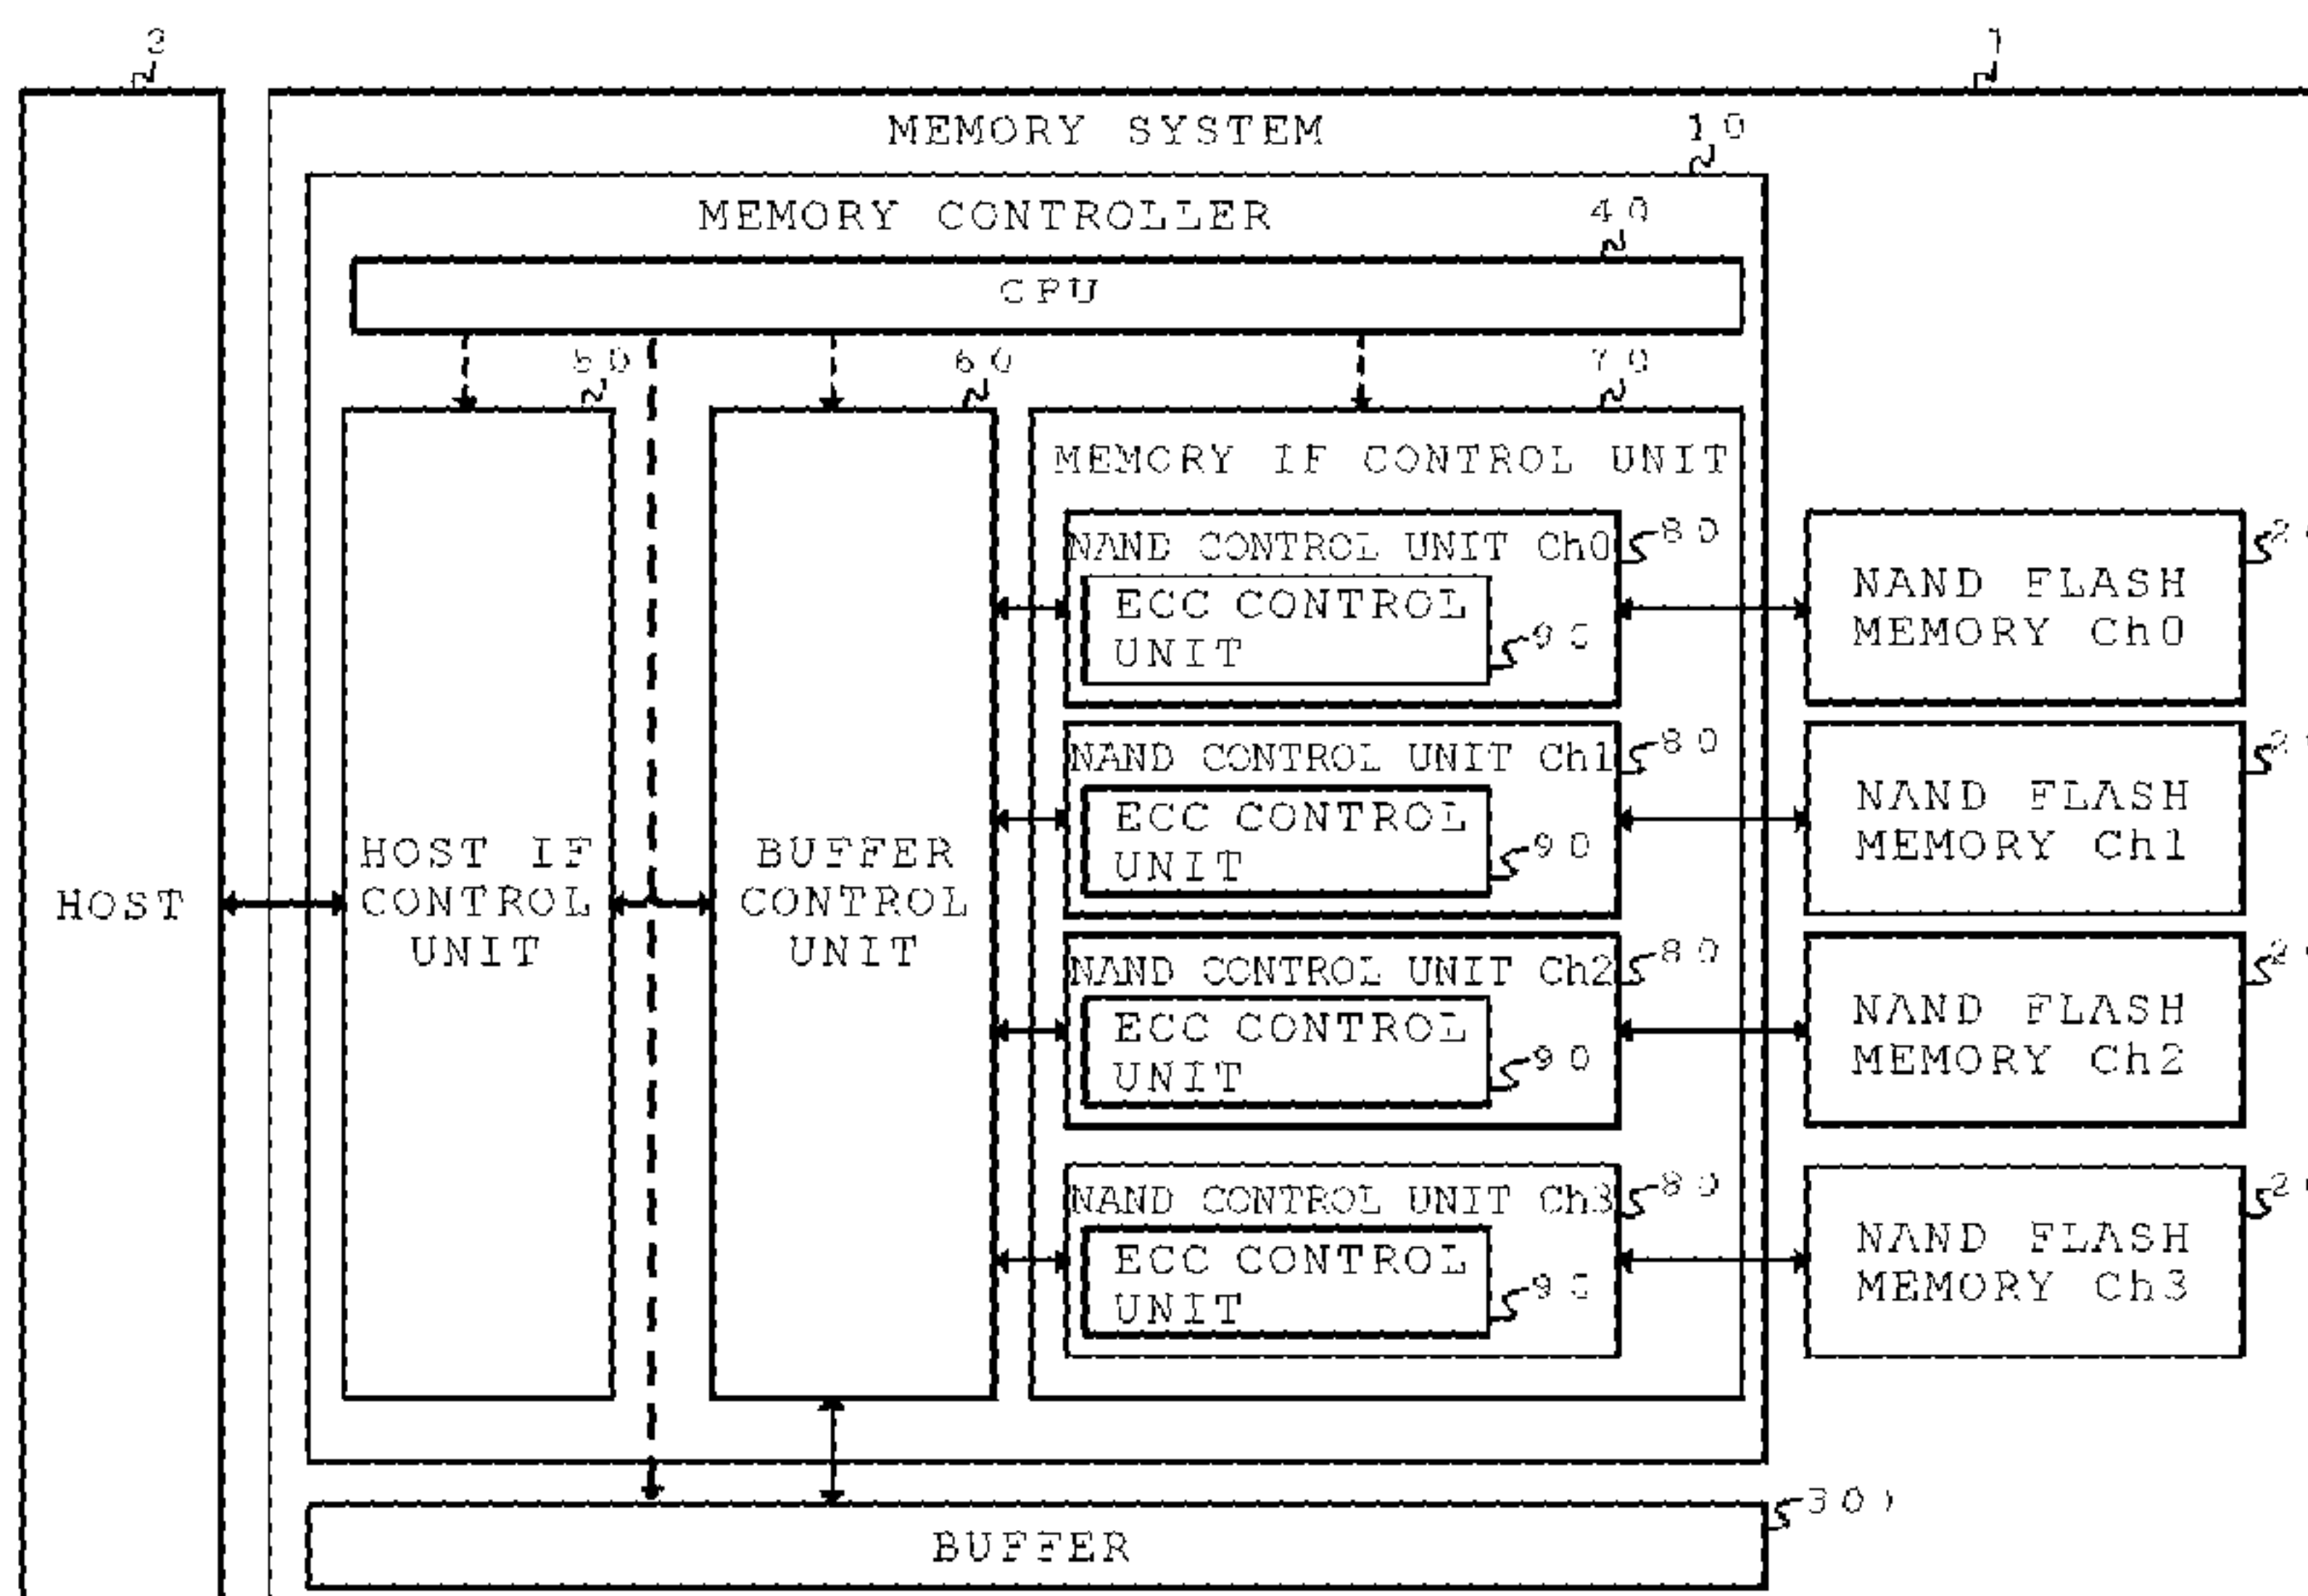 MEMORY SYSTEM
10
MEMORY CONTROLLER
40
CPU
50
60
70
MEMORY IF CONTROL UNIT
NAND CONTROL UNIT Ch0
80
ECC CONTROL
UNIT
90
NAND FLASH
MEMORY Ch0
NAND CONTROL UNIT Ch1
80
ECC CONTROL
UNIT
90
NAND FLASH
MEMORY Ch1
HOST
HOST IF
CONTROL
UNIT
BUFFER
CONTROL
UNIT
NAND CONTROL UNIT Ch2
80
ECC CONTROL
UNIT
90
NAND FLASH
MEMORY Ch2
NAND CONTROL UNIT Ch3
80
ECC CONTROL
UNIT
90
NAND FLASH
MEMORY Ch3
BUFFER